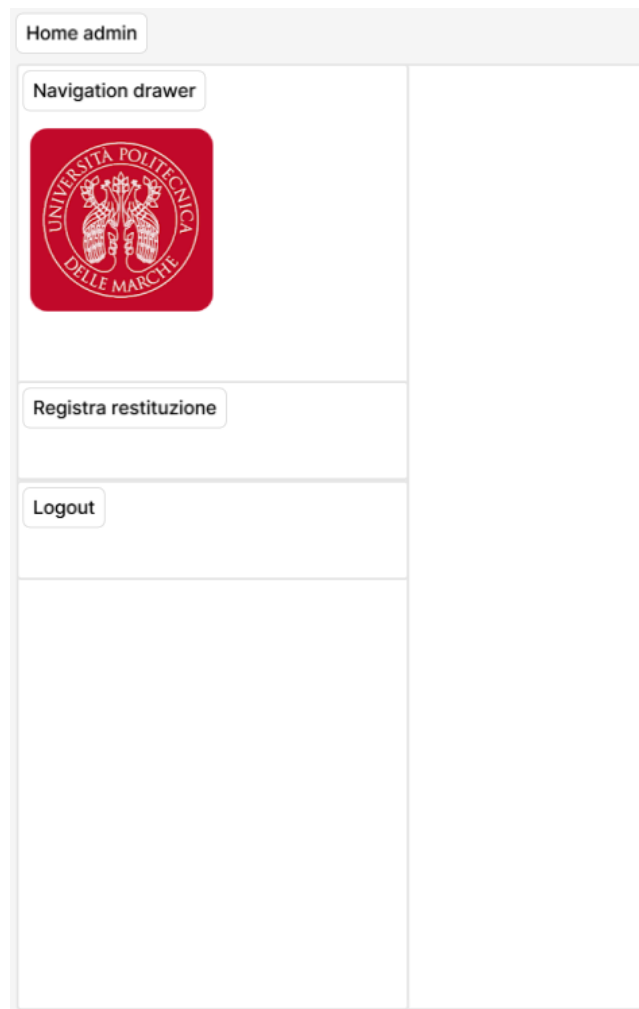 Home admin
Navigation drawer
UNIVERSITÀ POLITECNICA
DELLE MARCHE
Registra restituzione
Logout